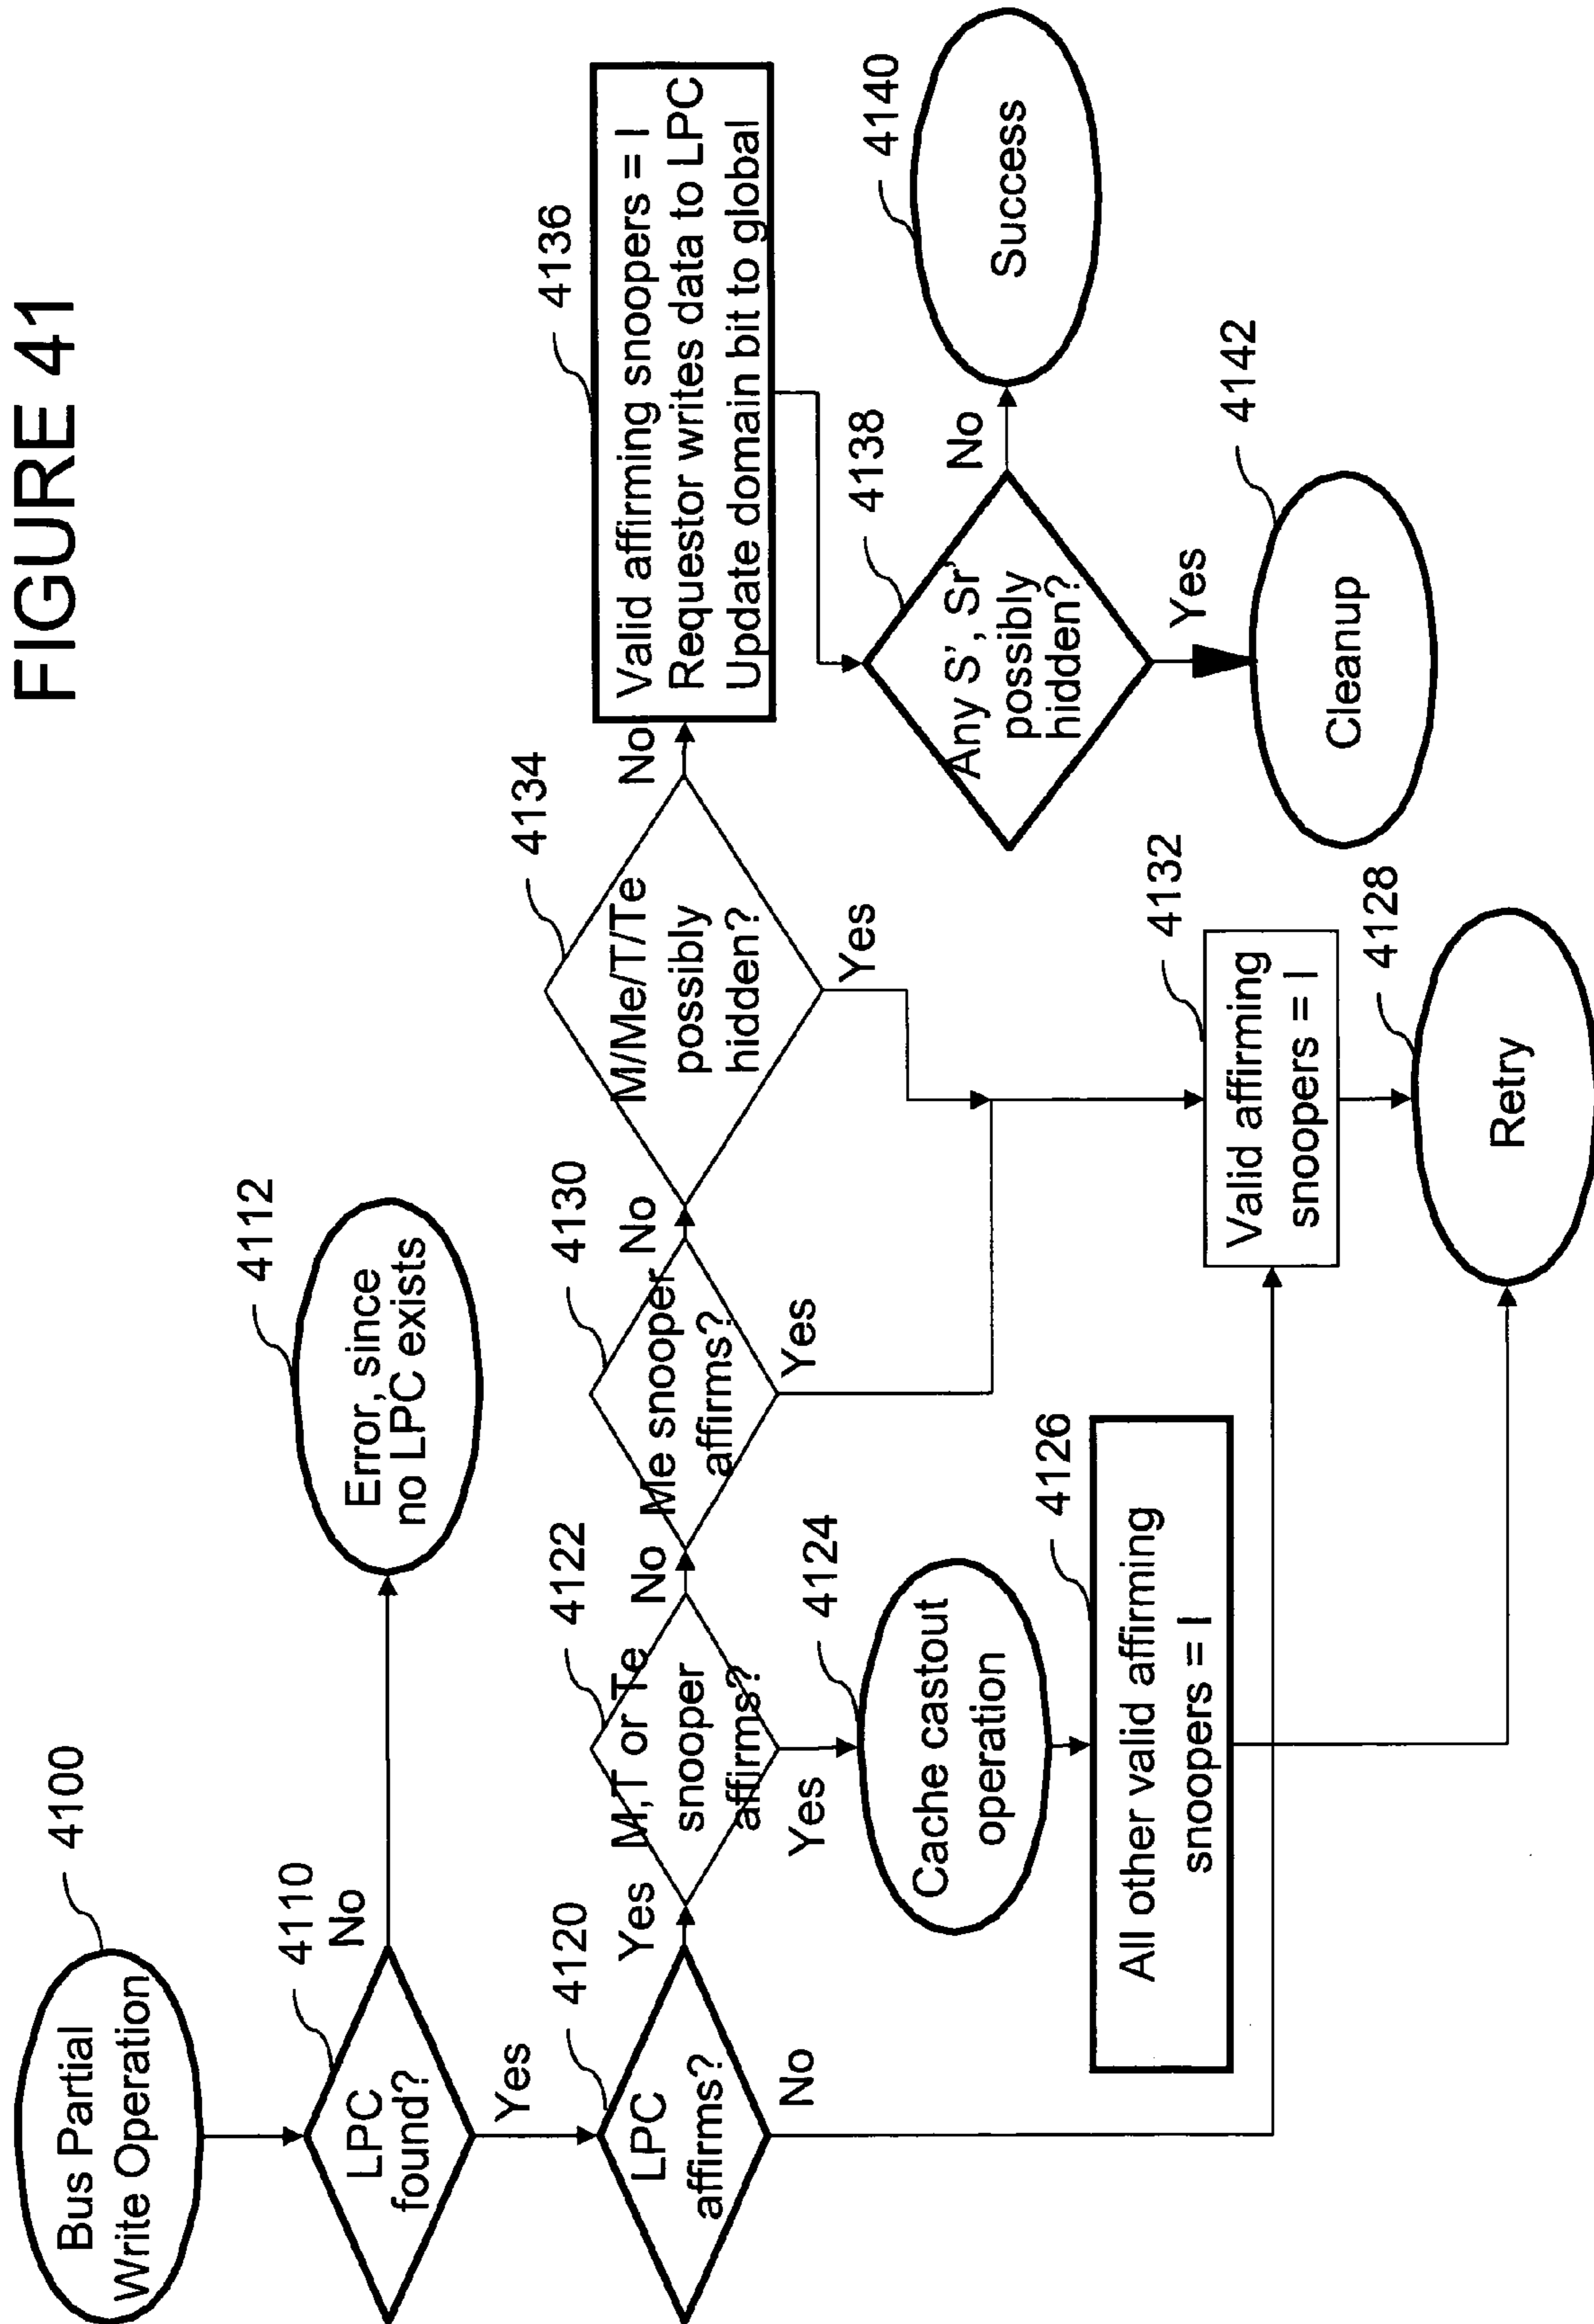 FIGURE 41
Bus Partial
Write Operation
4100
LPC
found?
4110
No
Yes
Error, since
no LPC exists
4112
LPC
affirms?
4120
Yes
No
M,T or Te
snooper
affirms?
4122
No
Yes
Cache castout
operation
4124
All other valid affirming
snoopers = I
4126
Me snooper
affirms?
4130
No
Yes
M/Me/T/Te
possibly
hidden?
4134
No
Yes
Valid affirming
snoopers = I
4132
Retry
4128
Valid affirming snoopers = I
Requestor writes data to LPC
Update domain bit to global
4136
Any S', Sr'
possibly
hidden?
4138
No
Yes
Success
4140
Cleanup
4142